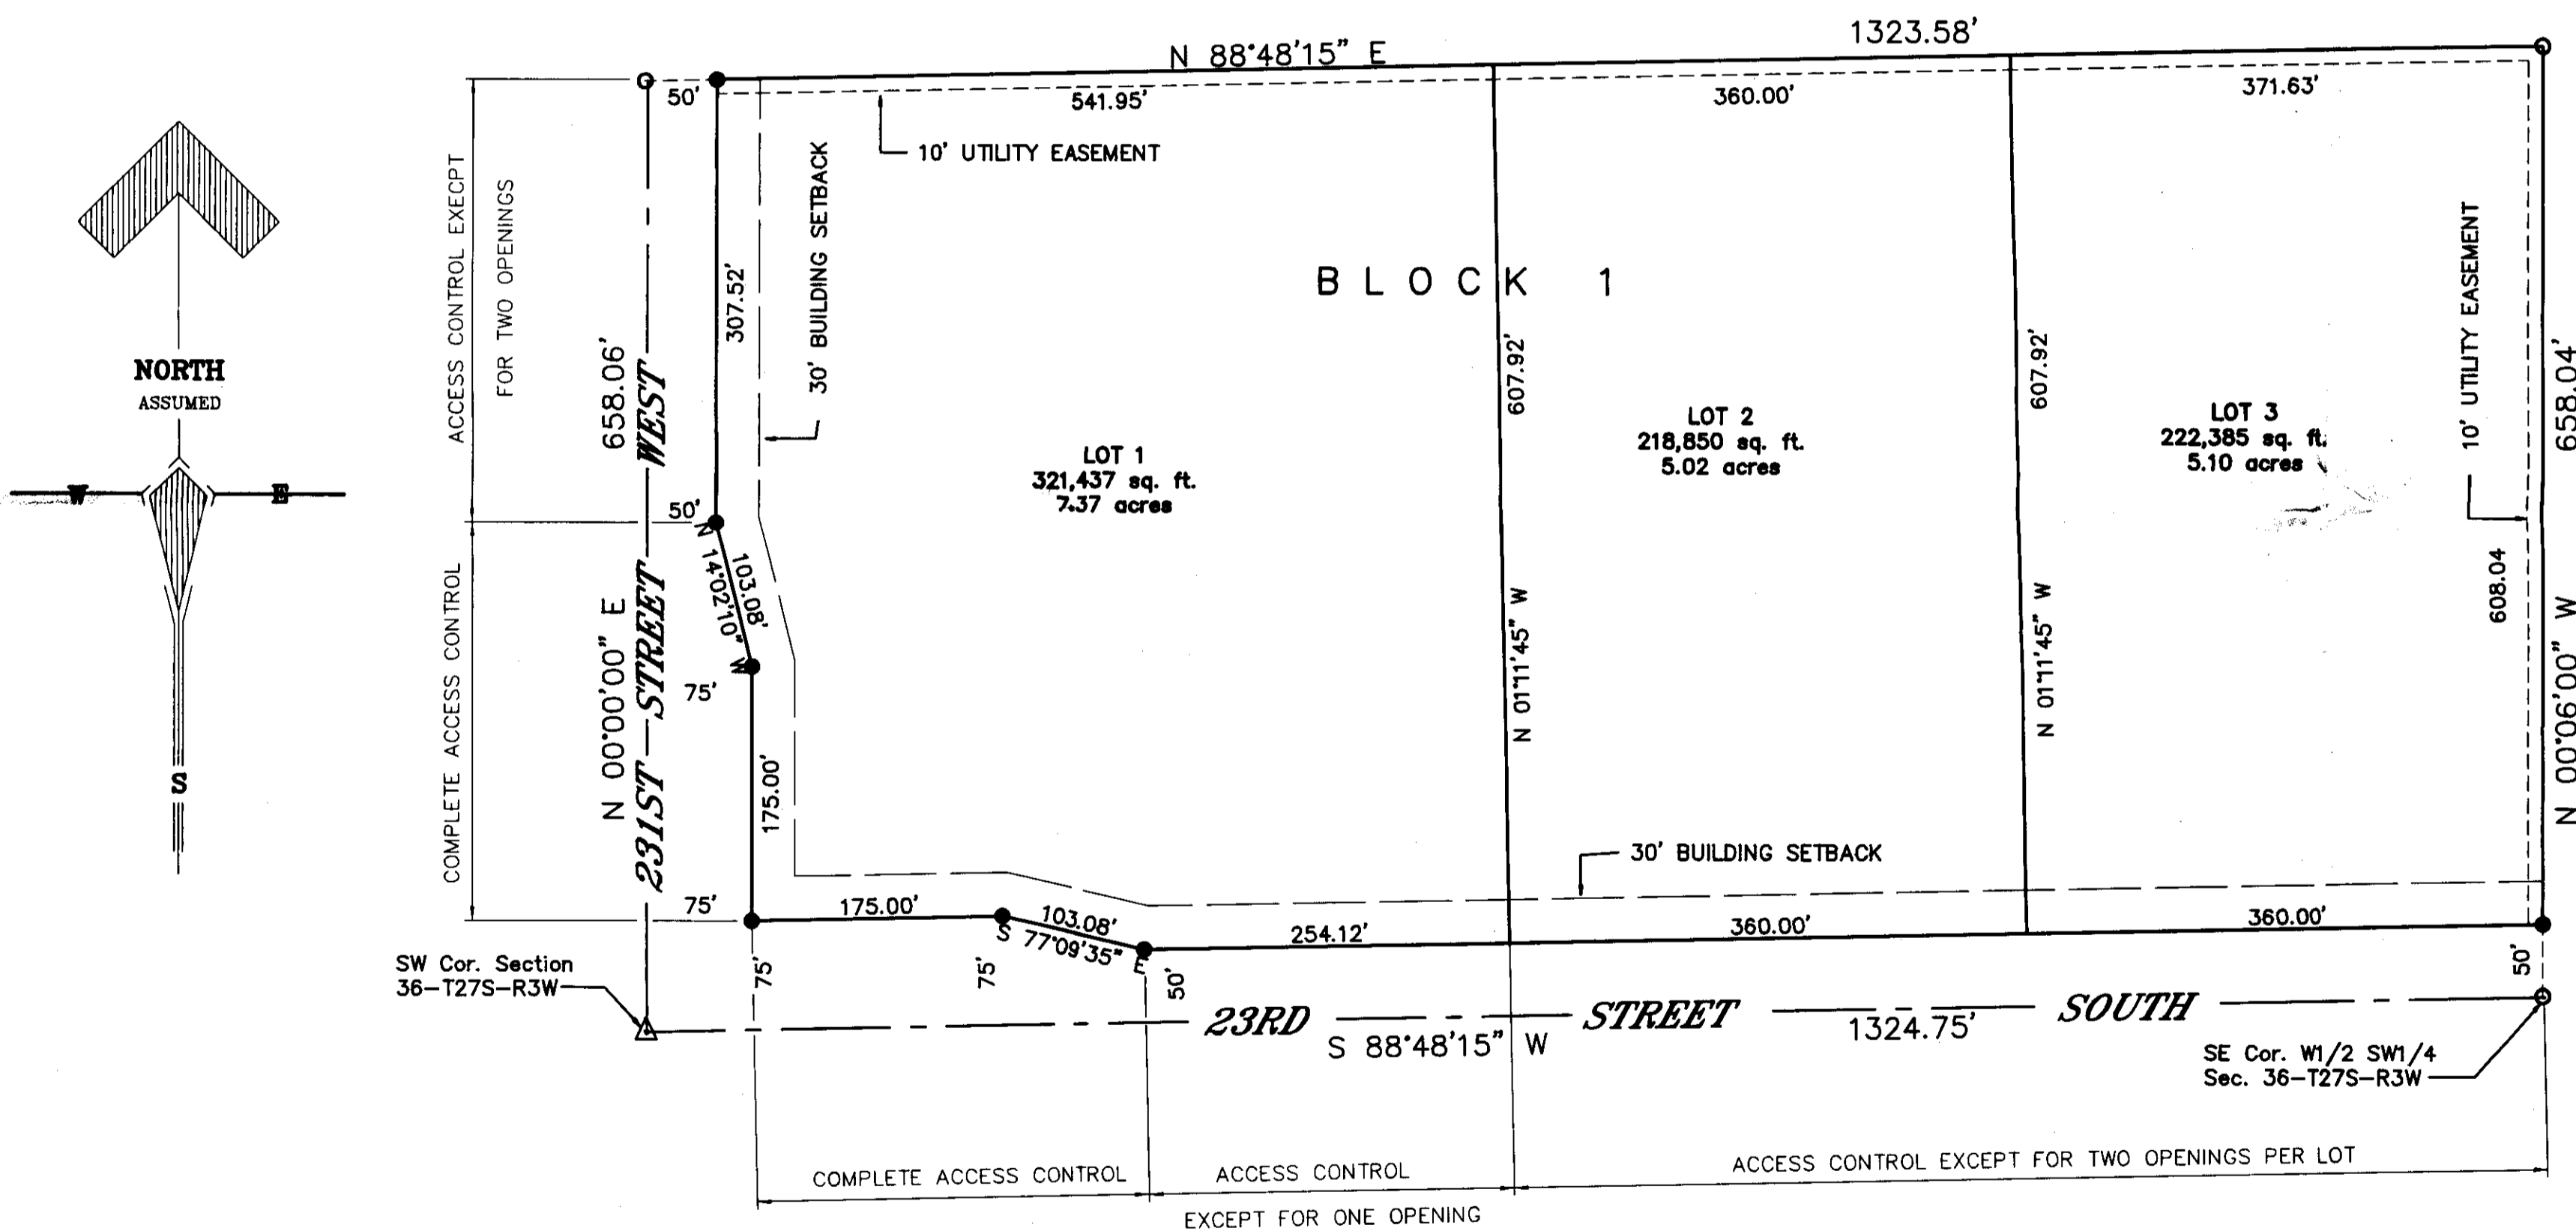 1323.58'
N 88°48'15" E
50'
541.95'
360.00'
371.63'
10' UTILITY EASEMENT
ACCESS CONTROL EXECPT
FOR TWO OPENINGS
30' BUILDING SETBACK
307.52'
BLOCK 1
10' UTILITY EASEMENT
NORTH
ASSUMED
W
E
S
658.06'
N 00°00'00" E
231ST STREET WEST
607.92'
607.92'
658.04'
LOT 1
321,437 sq. ft.
7.37 acres
LOT 2
218,850 sq. ft.
5.02 acres
LOT 3
222,385 sq. ft.
5.10 acres
50'
103.08'
N 14°02'10" W
COMPLETE ACCESS CONTROL
N 01°11'45" W
N 01°11'45" W
608.04
N 00°06'00" W
75'
175.00'
30' BUILDING SETBACK
75'
175.00'
103.08'
S 77°09'35" E
254.12'
360.00'
360.00'
SW Cor. Section
36-T27S-R3W
75'
75'
50'
50'
23RD STREET SOUTH
S 88°48'15" W
1324.75'
SE Cor. W1/2 SW1/4
Sec. 36-T27S-R3W
COMPLETE ACCESS CONTROL
ACCESS CONTROL
EXCEPT FOR ONE OPENING
ACCESS CONTROL EXCEPT FOR TWO OPENINGS PER LOT